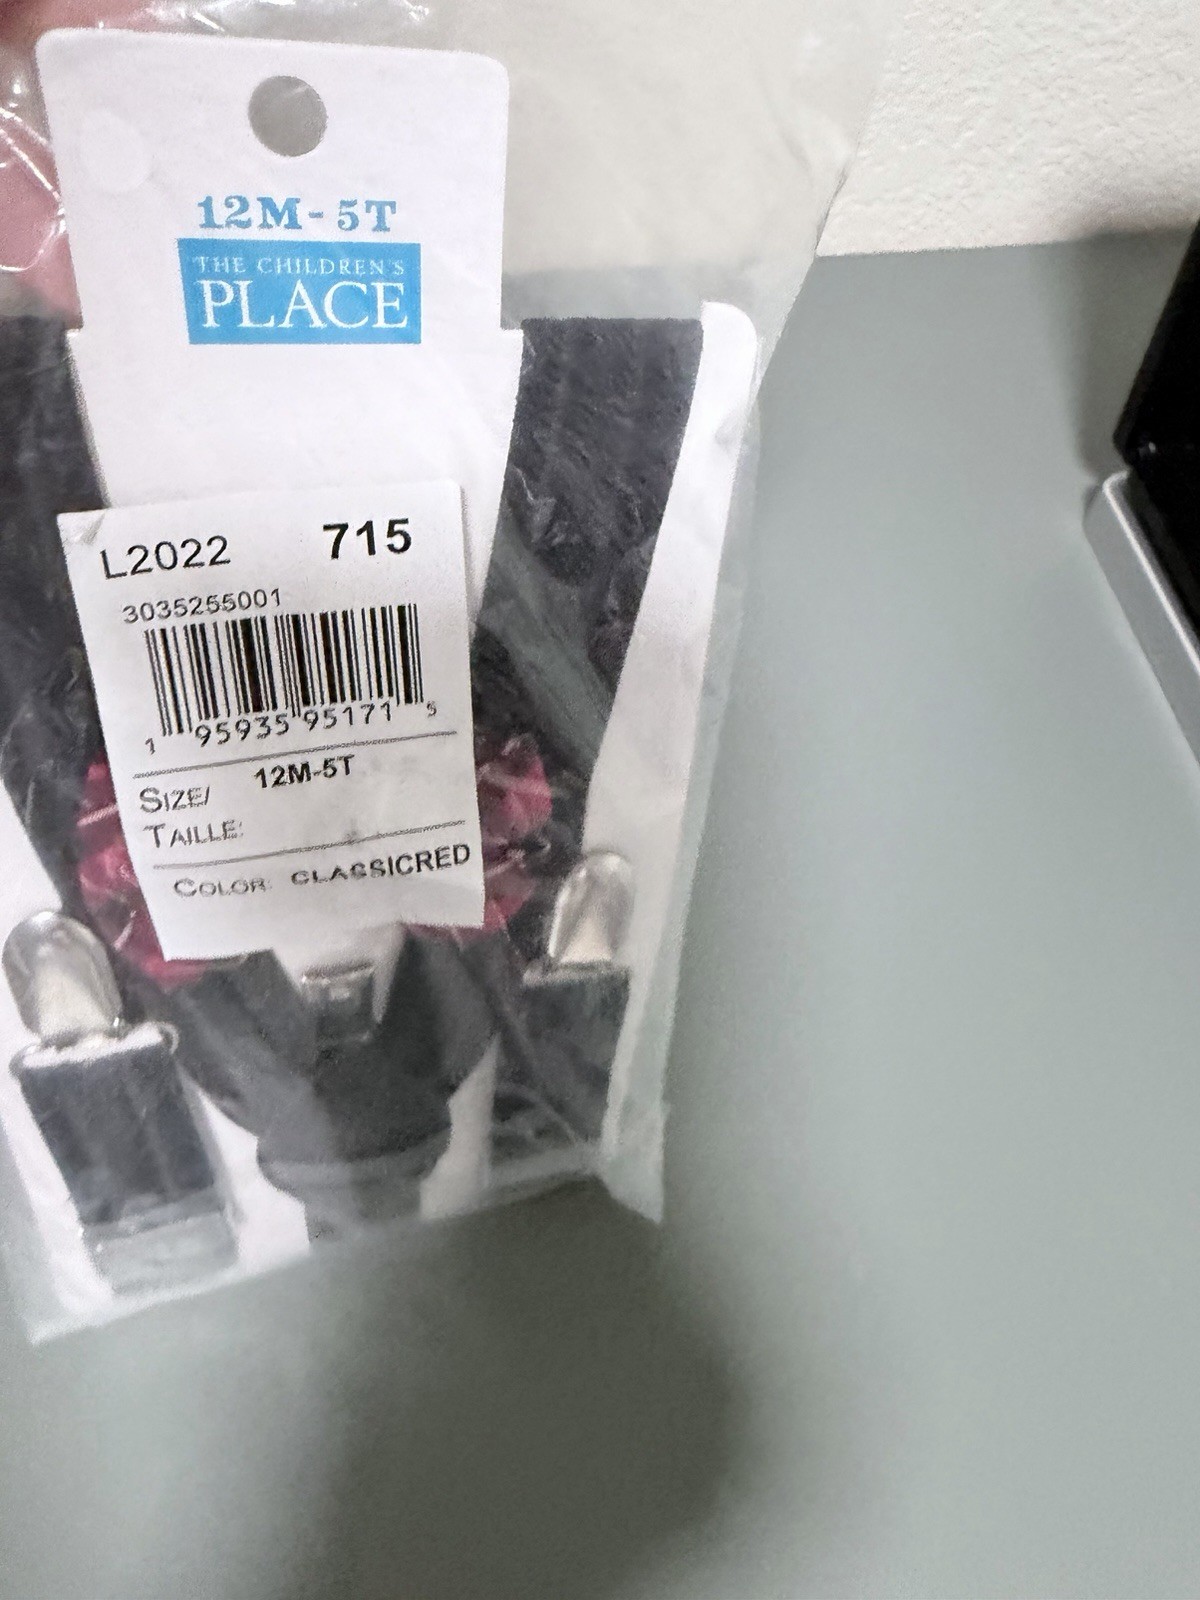 12M-5T
THE CHILDREN'S
PLACE
L2022 715
3035255001
1 95935 95171 5
SIZE/ 12M-5T
TAILLE:
COLOR: CLASSICRED